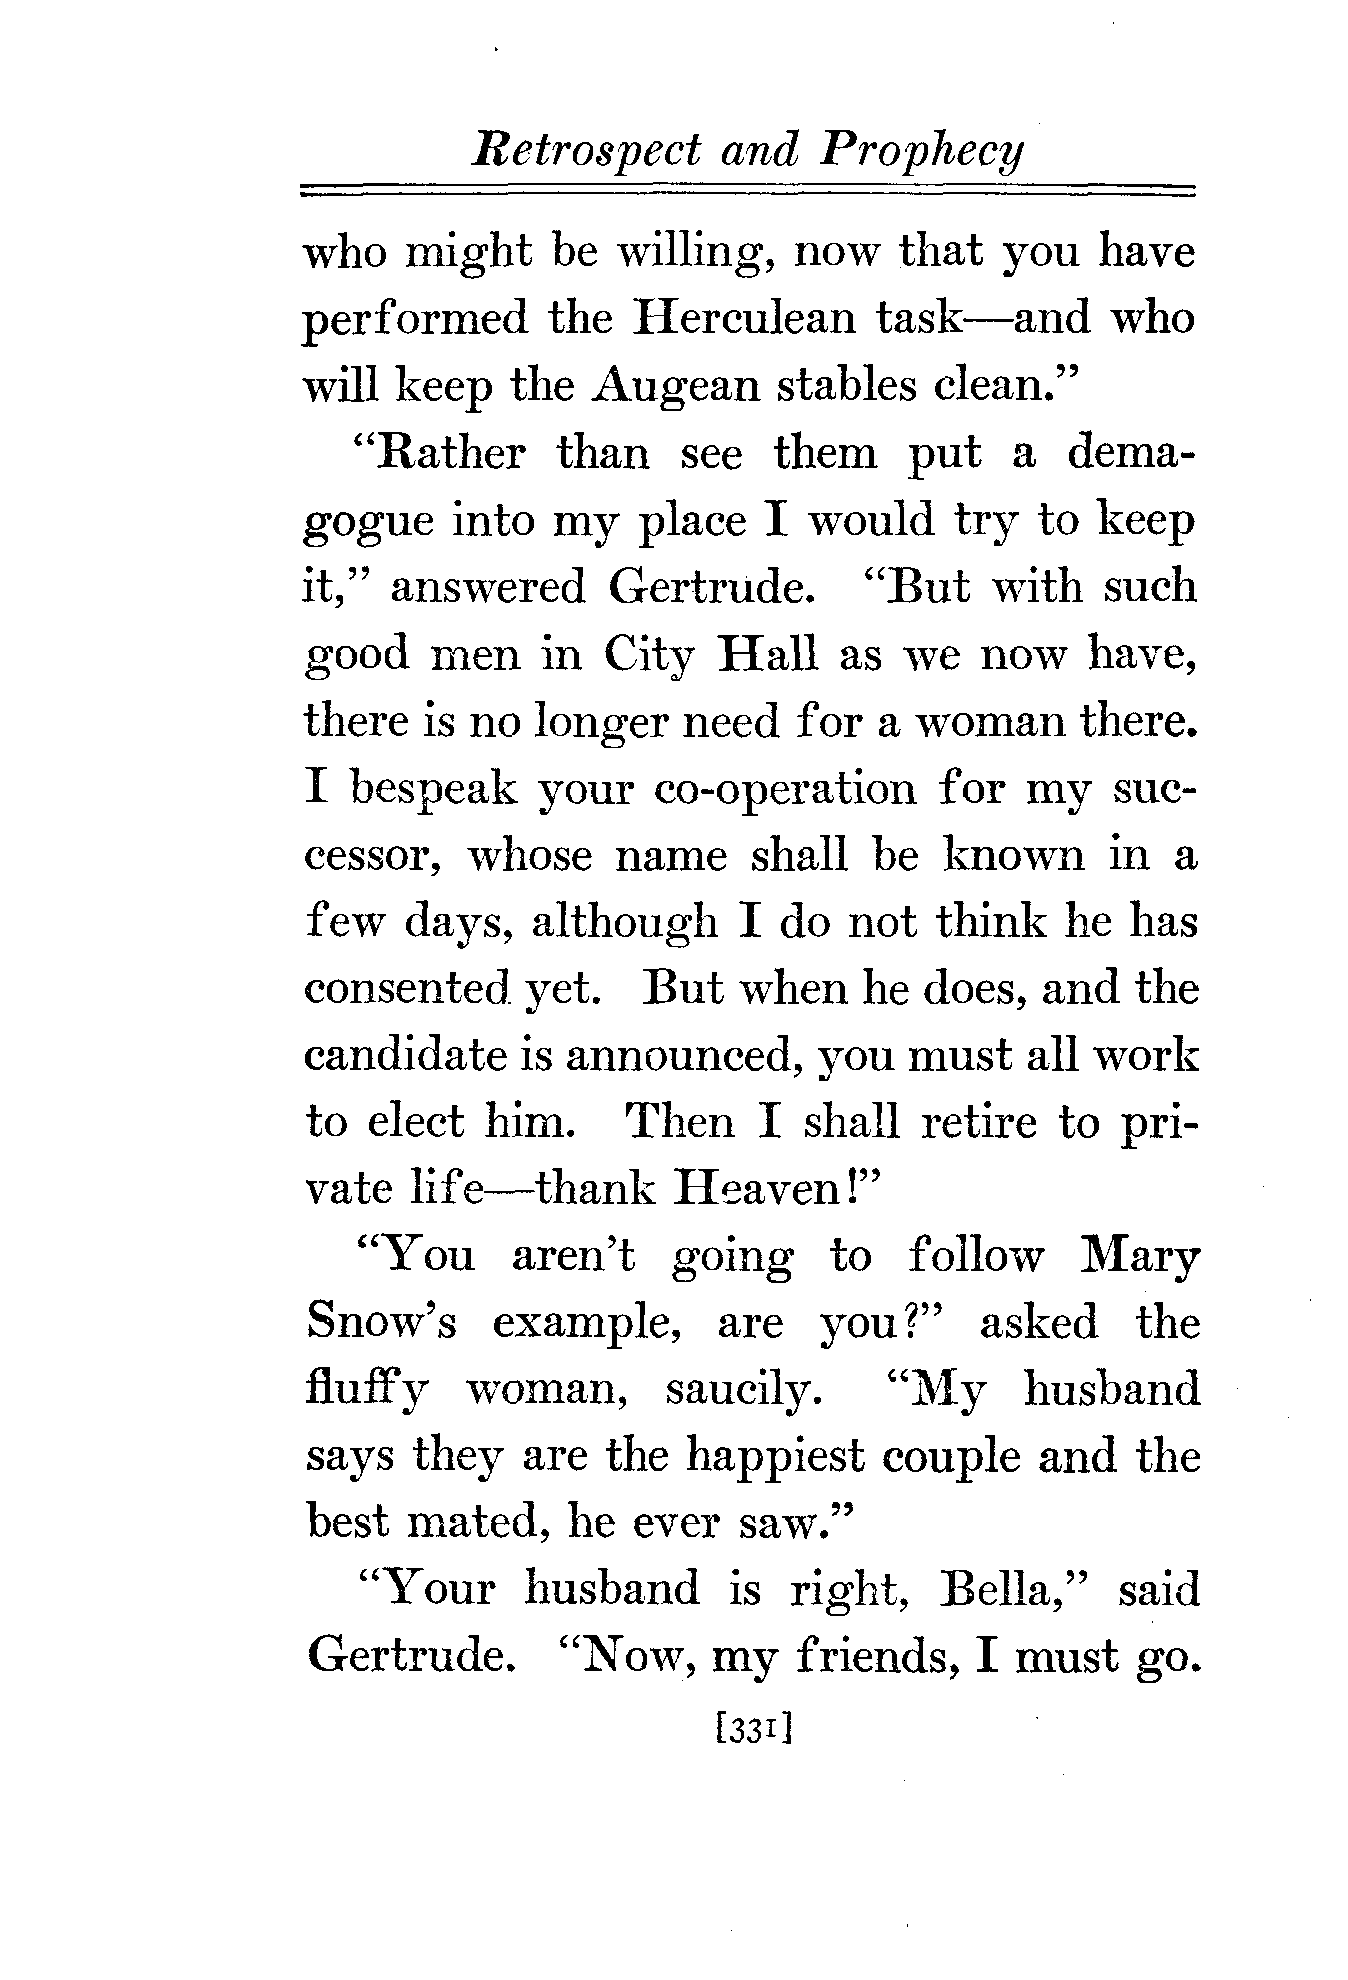 Retrospect and Prophecy
who might be willing, now that you have
performed the Herculean task—and who
will keep the Augean stables clean.”
“Rather than see them put a dema-
gogue into my place I would try to keep
it,” answered Gertrude. “But with such
good men in City Hall as we now have,
there is no longer need for a woman there.
I bespeak your co-operation for my suc-
cessor, whose name shall be known in a
few days, although I do not think he has
consented yet. But when he does, and the
candidate is announced, you must all work
to elect him. Then I shall retire to pri-
vate life—thank Heaven!”
“You aren’t going to follow Mary
Snow’s example, are you?” asked the
fluffy woman, saucily. “My husband
says they are the happiest couple and the
best mated, he ever saw.”
“Your husband is right, Bella,” said
Gertrude. “Now, my friends, I must go.
[331]